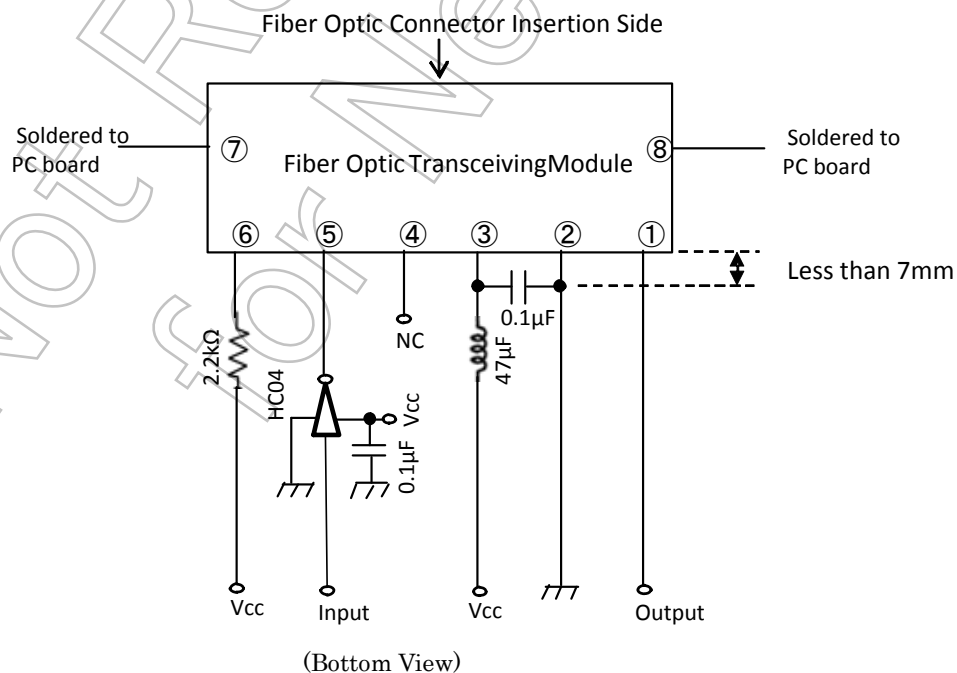 Fiber Optic Connector Insertion Side
Soldered to
PC board
⑦
Fiber Optic Transceiving Module
⑧
Soldered to
PC board
⑥ ⑤ ④ ③ ② ①
Less than 7mm
0.1µF
NC
2.2kΩ
HC04
Vcc
0.1µF
47µF
Vcc
Input
Vcc
Output
(Bottom View)